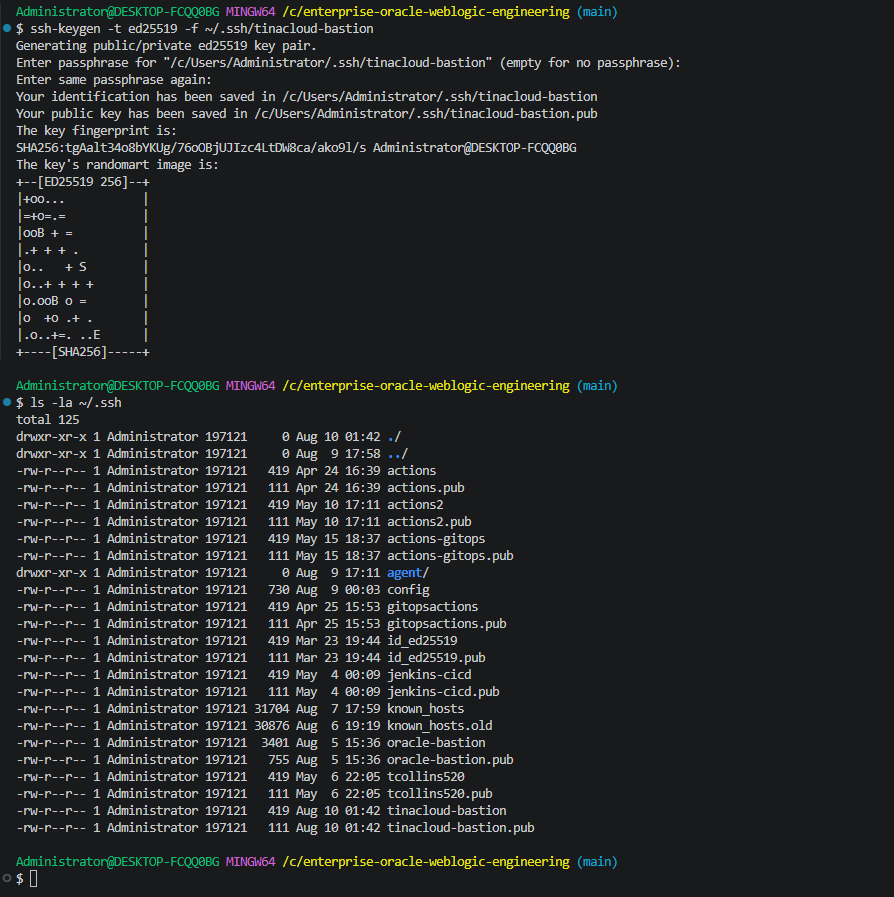 Administrator@DESKTOP-FCQQ0BG MINGW64 /c/enterprise-oracle-weblogic-engineering (main)
$ ssh-keygen -t ed25519 -f ~/.ssh/tinacloud-bastion
Generating public/private ed25519 key pair.
Enter passphrase for "/c/Users/Administrator/.ssh/tinacloud-bastion" (empty for no passphrase):
Enter same passphrase again:
Your identification has been saved in /c/Users/Administrator/.ssh/tinacloud-bastion
Your public key has been saved in /c/Users/Administrator/.ssh/tinacloud-bastion.pub
The key fingerprint is:
SHA256:tgAalt34o8bYKUg/76oOBjUJIzc4LtDW8ca/ako9l/s Administrator@DESKTOP-FCQQ0BG
The key's randomart image is:
+--[ED25519 256]--+
|+oo...           |
|=+o=.=           |
|ooB + =          |
|.+ + + .         |
|o..   + S        |
|o..+ + + +       |
|o.ooB o =        |
|o  +o .+ .       |
|.o..+=. ..E      |
+----[SHA256]-----+
Administrator@DESKTOP-FCQQ0BG MINGW64 /c/enterprise-oracle-weblogic-engineering (main)
$ ls -la ~/.ssh
total 125
drwxr-xr-x 1 Administrator 197121     0 Aug 10 01:42 ./
drwxr-xr-x 1 Administrator 197121     0 Aug  9 17:58 ../
-rw-r--r-- 1 Administrator 197121   419 Apr 24 16:39 actions
-rw-r--r-- 1 Administrator 197121   111 Apr 24 16:39 actions.pub
-rw-r--r-- 1 Administrator 197121   419 May 10 17:11 actions2
-rw-r--r-- 1 Administrator 197121   111 May 10 17:11 actions2.pub
-rw-r--r-- 1 Administrator 197121   419 May 15 18:37 actions-gitops
-rw-r--r-- 1 Administrator 197121   111 May 15 18:37 actions-gitops.pub
drwxr-xr-x 1 Administrator 197121     0 Aug  9 17:11 agent/
-rw-r--r-- 1 Administrator 197121   730 Aug  9 00:03 config
-rw-r--r-- 1 Administrator 197121   419 Apr 25 15:53 gitopsactions
-rw-r--r-- 1 Administrator 197121   111 Apr 25 15:53 gitopsactions.pub
-rw-r--r-- 1 Administrator 197121   419 Mar 23 19:44 id_ed25519
-rw-r--r-- 1 Administrator 197121   111 Mar 23 19:44 id_ed25519.pub
-rw-r--r-- 1 Administrator 197121   419 May  4 00:09 jenkins-cicd
-rw-r--r-- 1 Administrator 197121   111 May  4 00:09 jenkins-cicd.pub
-rw-r--r-- 1 Administrator 197121 31704 Aug  7 17:59 known_hosts
-rw-r--r-- 1 Administrator 197121 30876 Aug  6 19:19 known_hosts.old
-rw-r--r-- 1 Administrator 197121  3401 Aug  5 15:36 oracle-bastion
-rw-r--r-- 1 Administrator 197121   755 Aug  5 15:36 oracle-bastion.pub
-rw-r--r-- 1 Administrator 197121   419 May  6 22:05 tcollins520
-rw-r--r-- 1 Administrator 197121   111 May  6 22:05 tcollins520.pub
-rw-r--r-- 1 Administrator 197121   419 Aug 10 01:42 tinacloud-bastion
-rw-r--r-- 1 Administrator 197121   111 Aug 10 01:42 tinacloud-bastion.pub
Administrator@DESKTOP-FCQQ0BG MINGW64 /c/enterprise-oracle-weblogic-engineering (main)
$